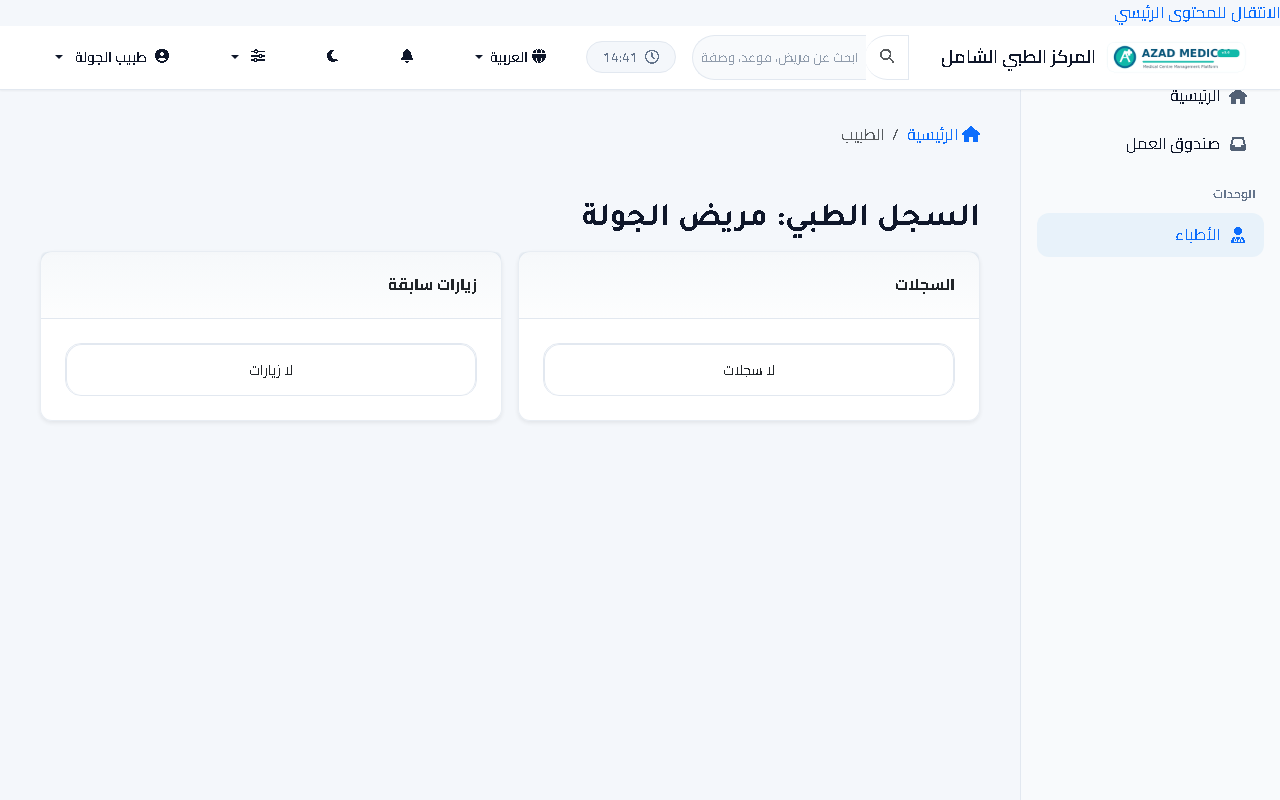 الانتقال للمحتوى الرئيسي
AZAD MEDIC
Medical Centre Management Platform
المركز الطبي الشامل
ابحث عن مريض، موعد، وصفة
14:41
العربية
طبيب الجولة
الرئيسية
صندوق العمل
الوحدات
الأطباء
الرئيسية / الطبيب
السجل الطبي: مريض الجولة
السجلات
لا سجلات
زيارات سابقة
لا زيارات